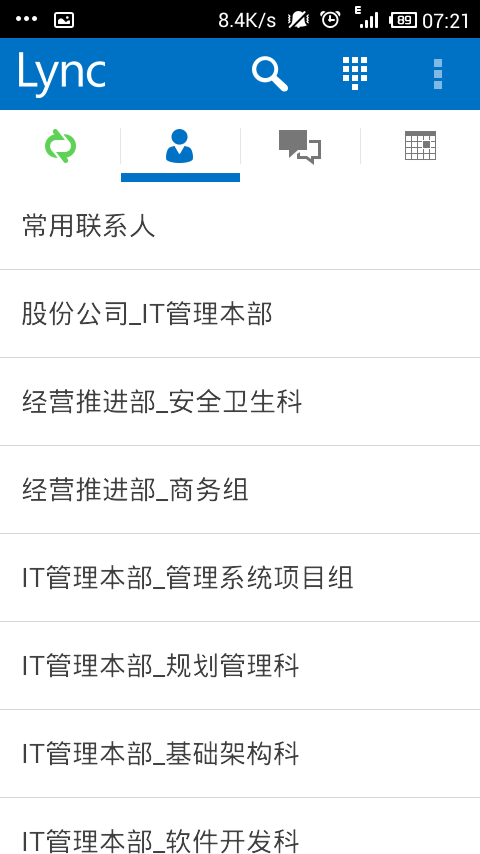 8.4K/s E 89 07:21
Lync
常用联系人
股份公司_IT管理本部
经营推进部_安全卫生科
经营推进部_商务组
IT管理本部_管理系统项目组
IT管理本部_规划管理科
IT管理本部_基础架构科
IT管理本部_软件开发科